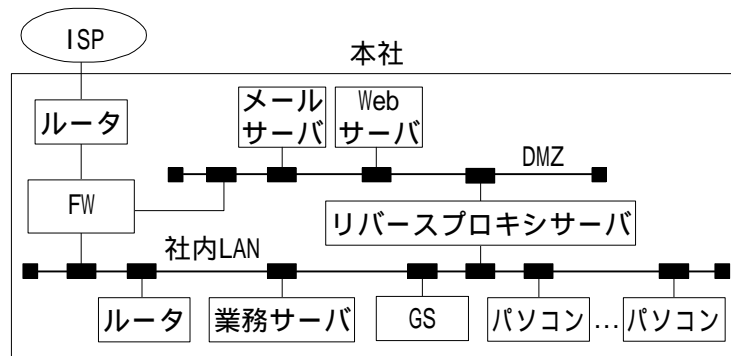 ISP
本社
ルータ
メール
サーバ
Web
サーバ
DMZ
FW
リバースプロキシサーバ
社内LAN
ルータ
業務サーバ
GS
パソコン
...
パソコン